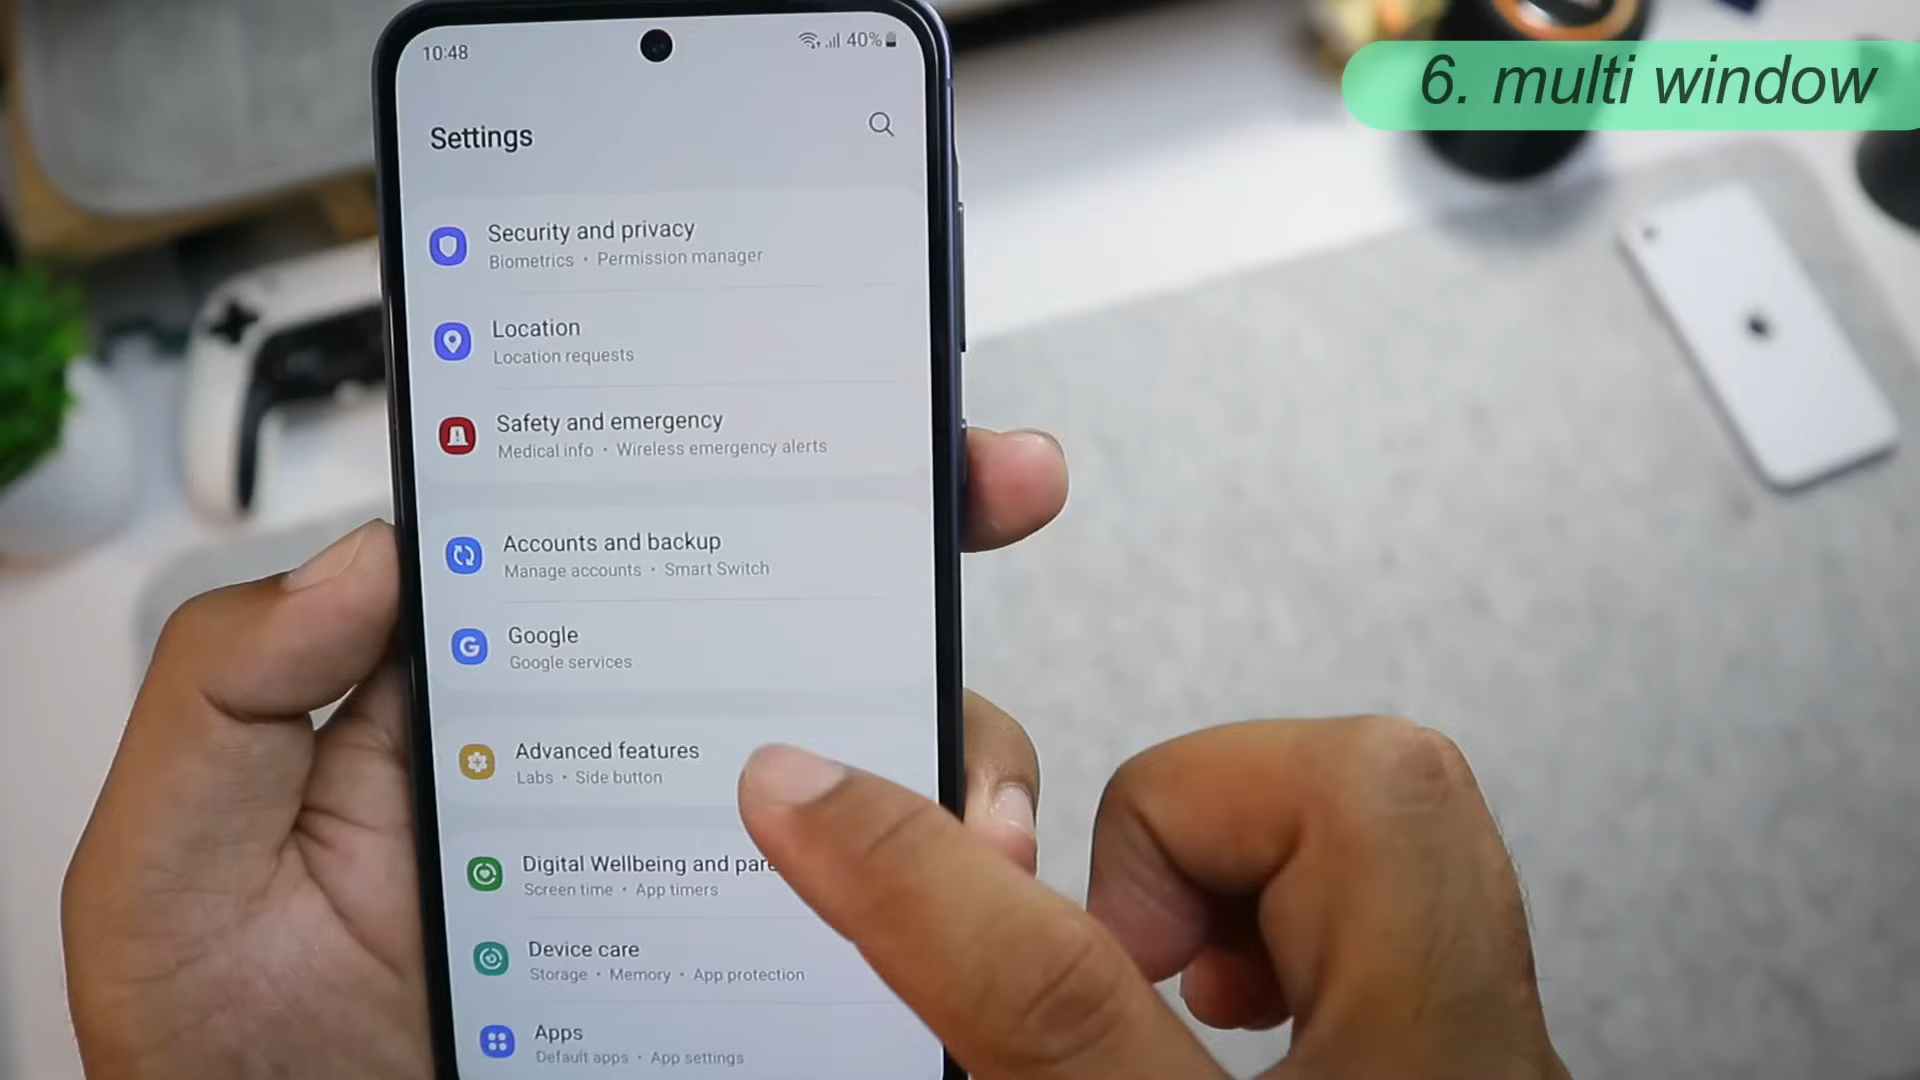 6. multi window
10:48
40%
Settings
Security and privacy
Biometrics • Permission manager
Location
Location requests
Safety and emergency
Medical info • Wireless emergency alerts
Accounts and backup
Manage accounts • Smart Switch
Google
Google services
Advanced features
Labs • Side button
Digital Wellbeing and
Screen time • App timers
Device care
Storage • Memory • App protection
Apps
Default apps • App settings